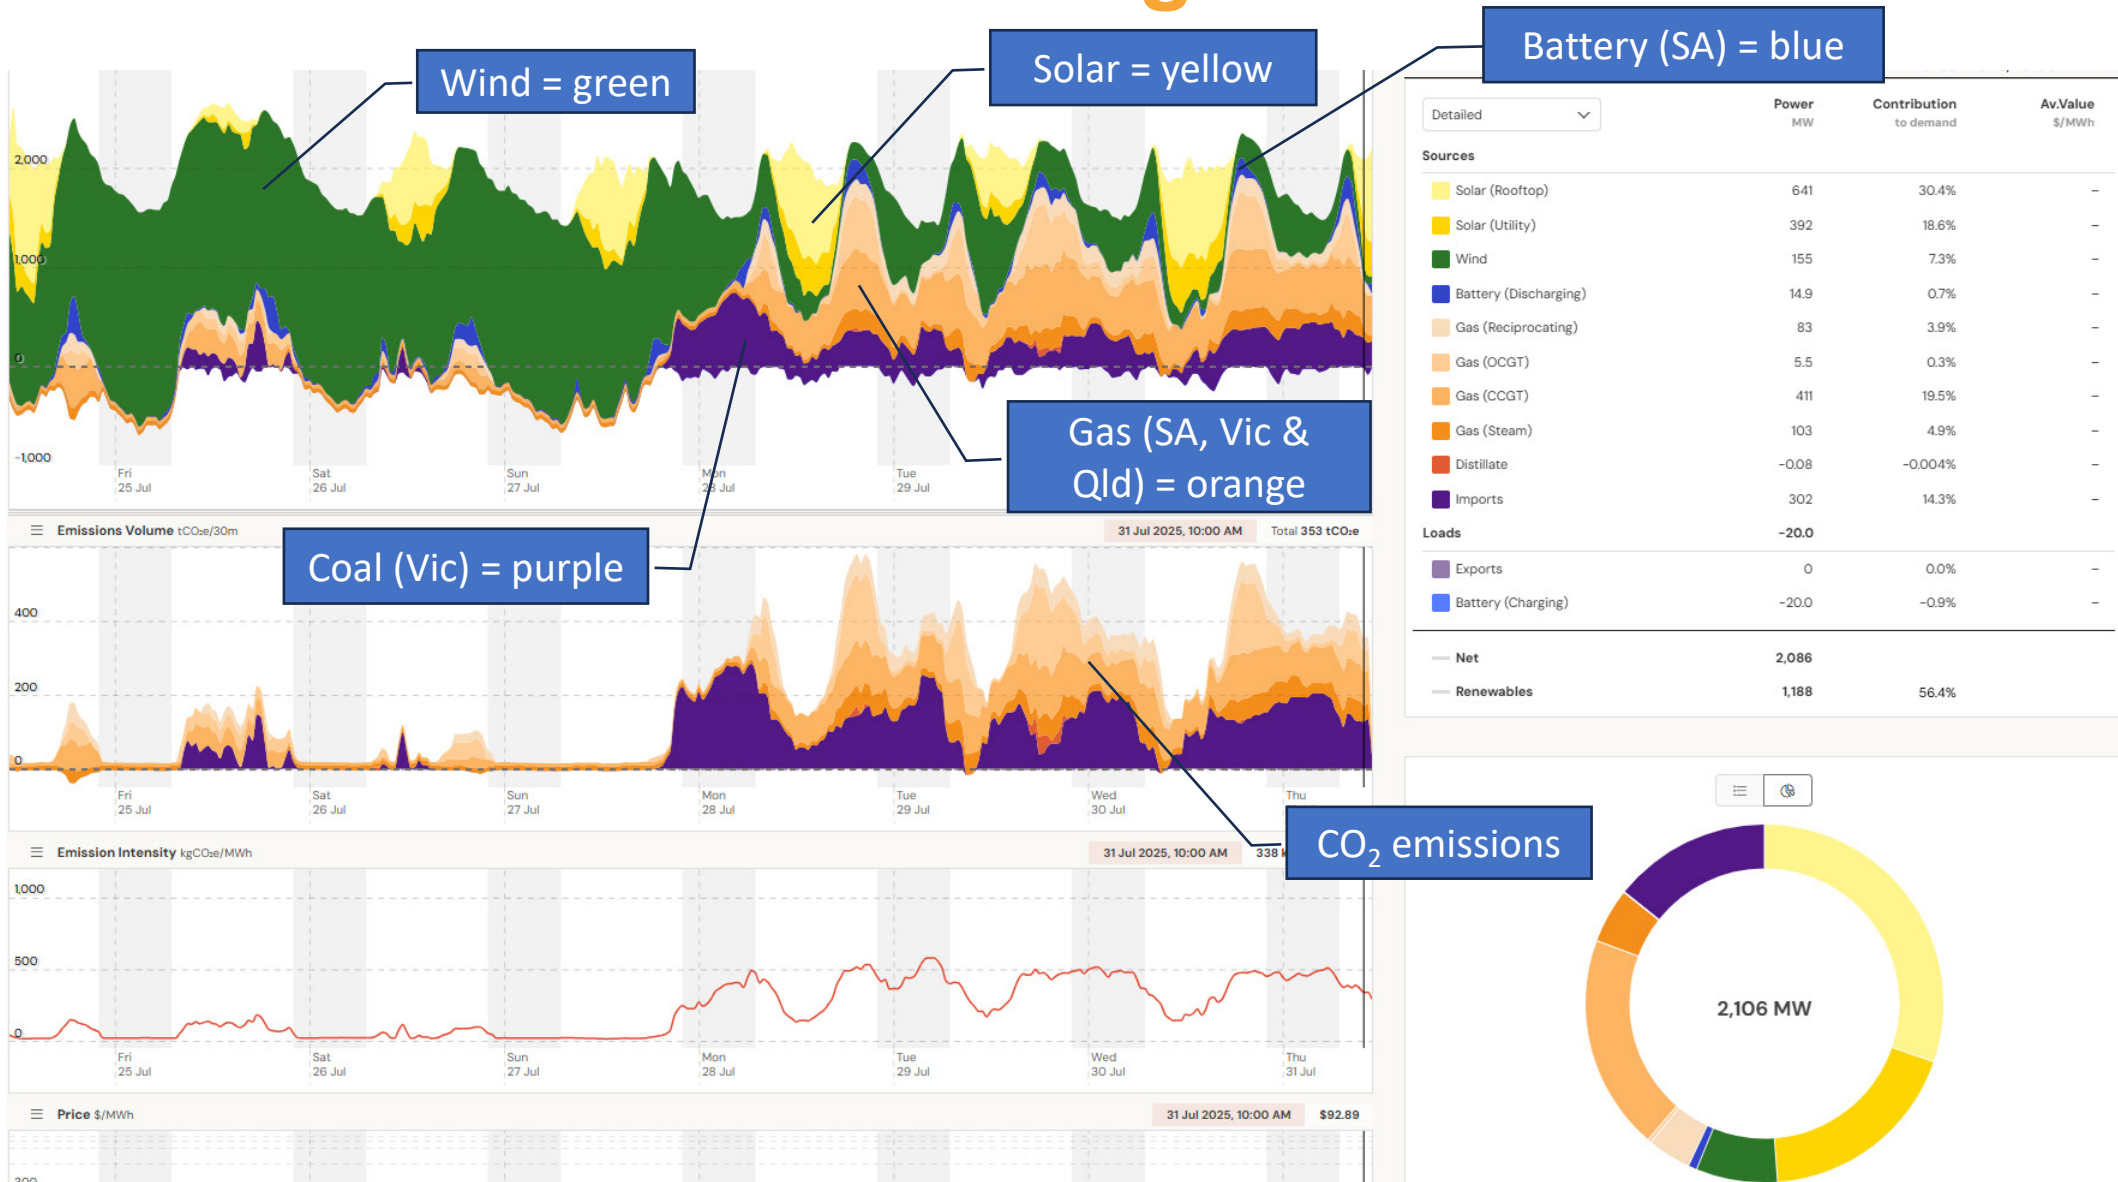 g
Wind = green
Solar = yellow
Battery (SA) = blue
2,000
1,000
0
-1,000
Fri
25 Jul
Sat
26 Jul
Sun
27 Jul
Mon
28 Jul
Tue
29 Jul
Gas (SA, Vic &
Qld) = orange
Emissions Volume tCO₂e/30m
31 Jul 2025, 10:00 AM Total 353 tCO₂e
Coal (Vic) = purple
400
200
0
Fri
25 Jul
Sat
26 Jul
Sun
27 Jul
Mon
28 Jul
Tue
29 Jul
Wed
30 Jul
Thu
CO₂ emissions
Emission Intensity kgCO₂e/MWh
31 Jul 2025, 10:00 AM 338 k
1,000
500
0
Fri
25 Jul
Sat
26 Jul
Sun
27 Jul
Mon
28 Jul
Tue
29 Jul
Wed
30 Jul
Thu
31 Jul
Price $/MWh
31 Jul 2025, 10:00 AM $92.89
Detailed Power Contribution Av.Value
MW to demand $/MWh
Sources
Solar (Rooftop) 641 30.4% –
Solar (Utility) 392 18.6% –
Wind 155 7.3% –
Battery (Discharging) 14.9 0.7% –
Gas (Reciprocating) 83 3.9% –
Gas (OCGT) 5.5 0.3% –
Gas (CCGT) 411 19.5% –
Gas (Steam) 103 4.9% –
Distillate -0.08 -0.004% –
Imports 302 14.3% –
Loads -20.0
Exports 0 0.0% –
Battery (Charging) -20.0 -0.9% –
Net 2,086
Renewables 1,188 56.4%
2,106 MW